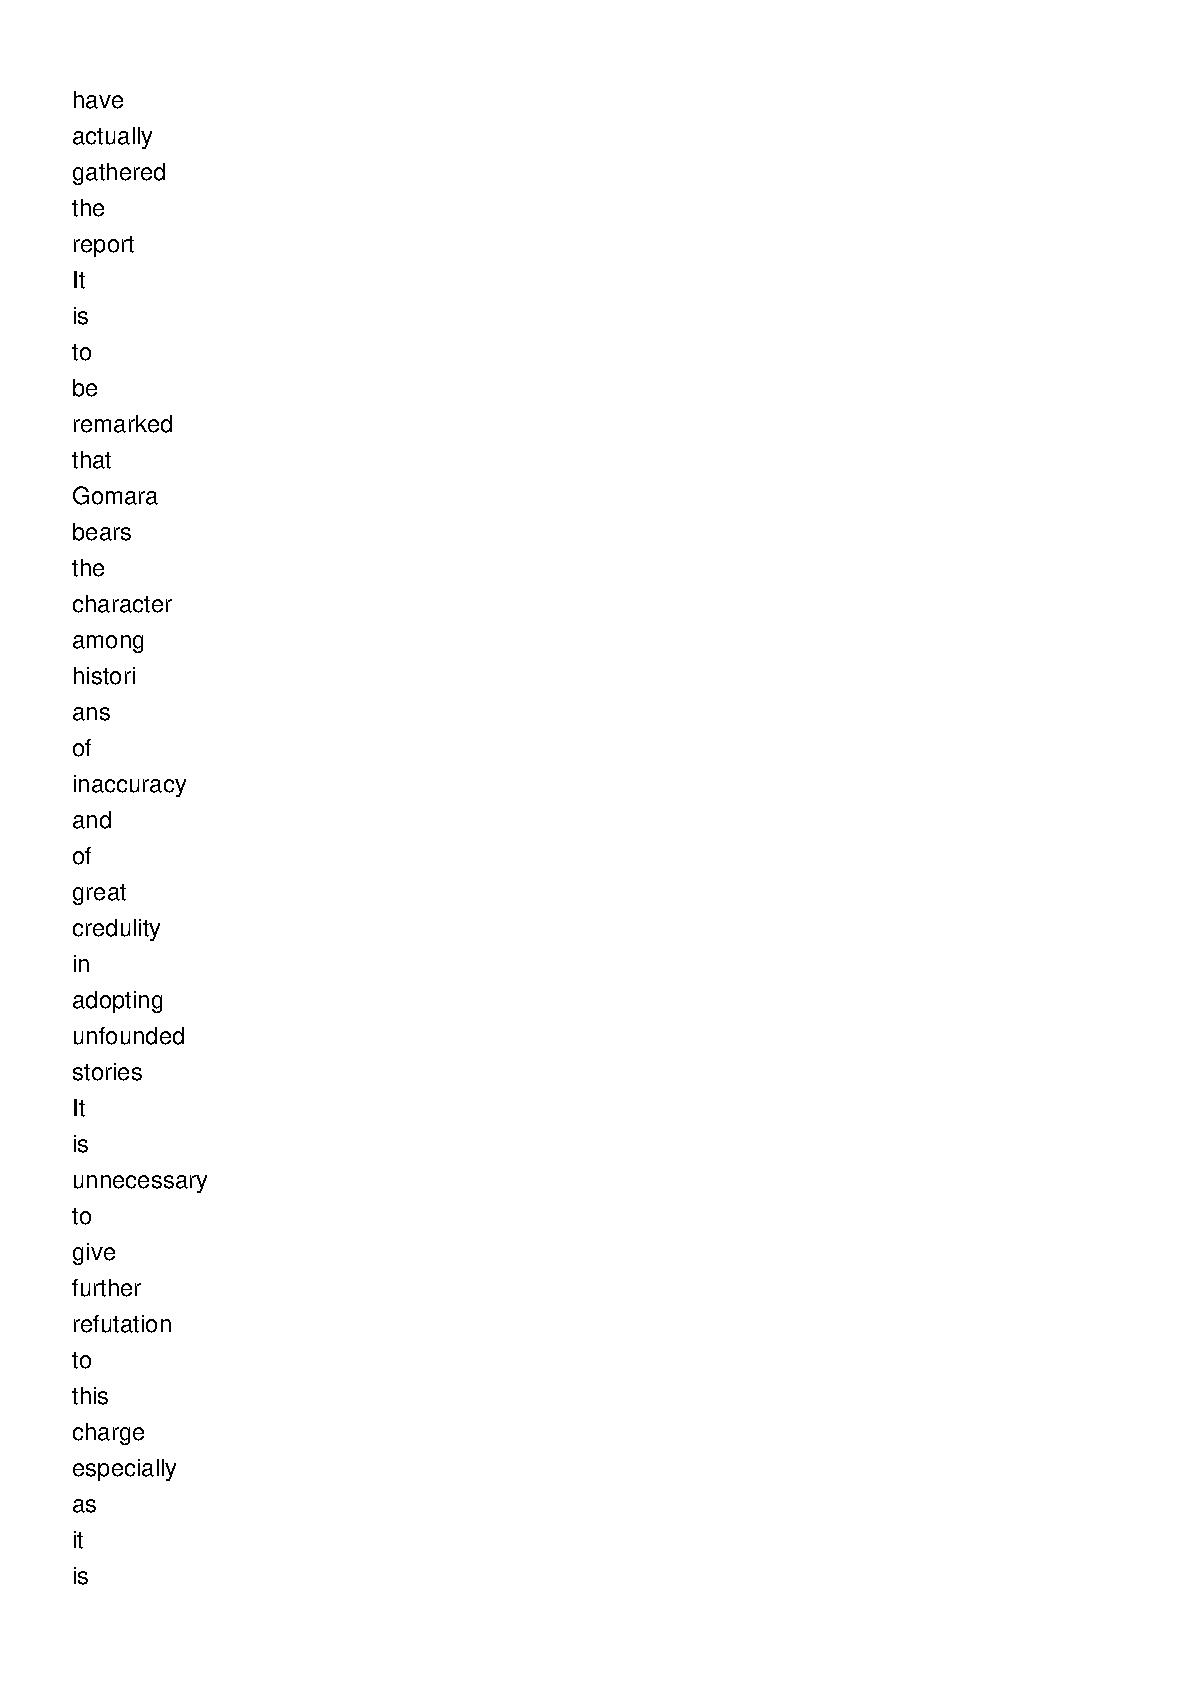 have
actually
gathered
the
report
It
is
to
be
remarked
that
Gomara
bears
the
character
among
histori
ans
of
inaccuracy
and
of
great
credulity
in
adopting
unfounded
stories
It
is
unnecessary
to
give
further
refutation
to
this
charge
especially
as
it
is